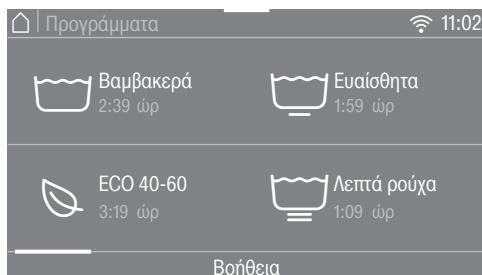 Προγράμματα 11:02
Βαμβακερά Ευαίσθητα
2:39 ώρ 1:59 ώρ
ECO 40-60 Λεπτά ρούχα
3:19 ώρ 1:09 ώρ
Βοήθεια